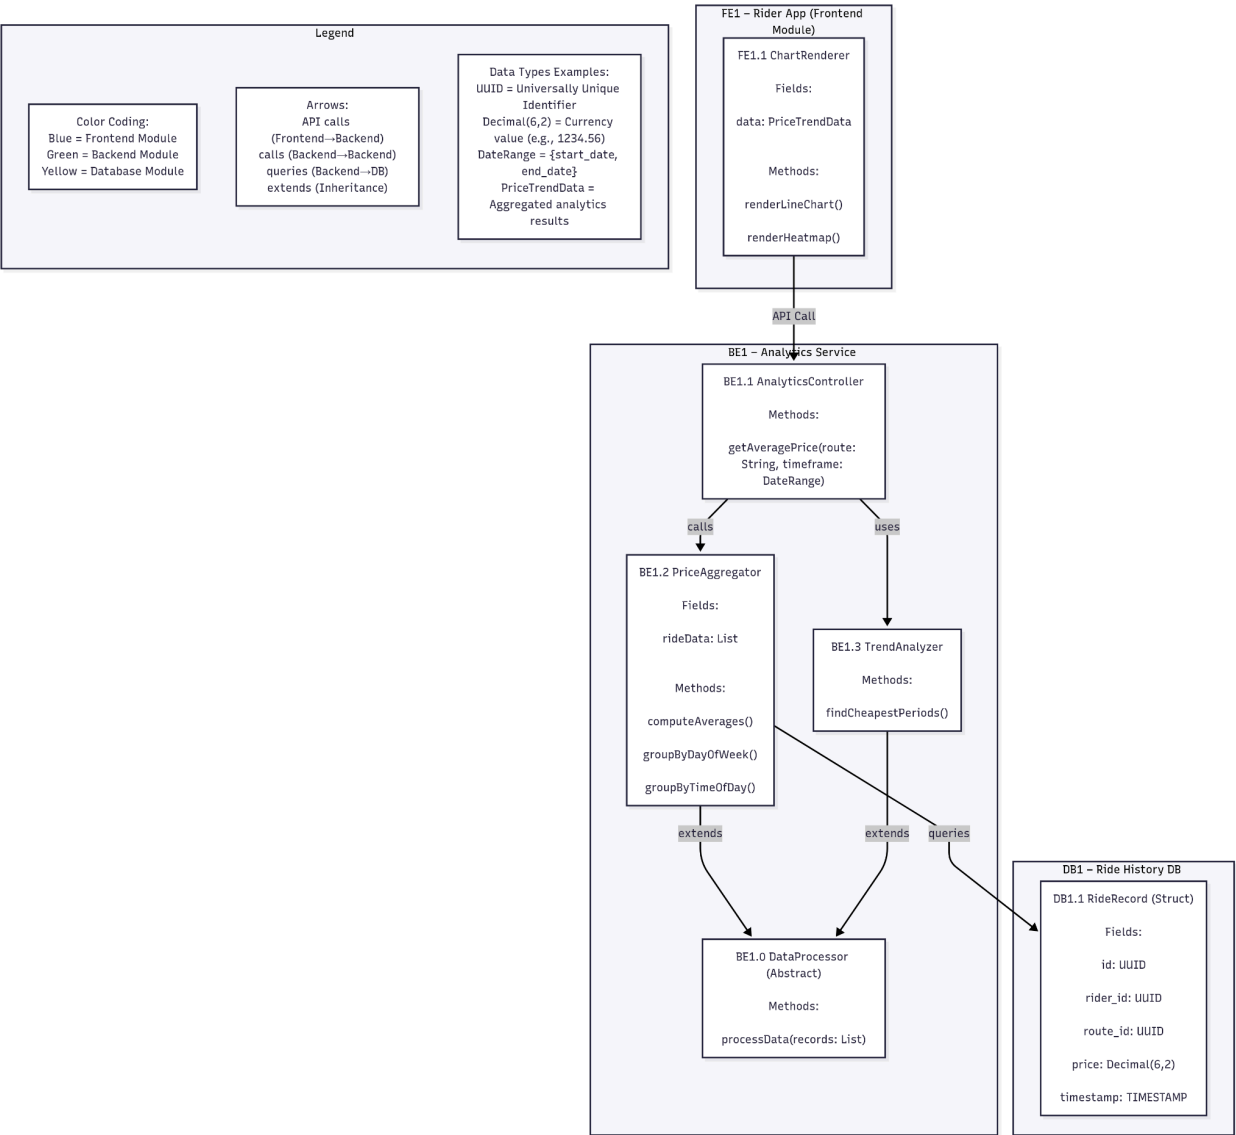 Legend
Color Coding:
Blue = Frontend Module
Green = Backend Module
Yellow = Database Module
Arrows:
API calls
(Frontend→Backend)
calls (Backend→Backend)
queries (Backend→DB)
extends (Inheritance)
Data Types Examples:
UUID = Universally Unique
Identifier
Decimal(6,2) = Currency
value (e.g., 1234.56)
DateRange = {start_date,
end_date}
PriceTrendData =
Aggregated analytics
results
FE1 – Rider App (Frontend
Module)
FE1.1 ChartRenderer
Fields:
data: PriceTrendData
Methods:
renderLineChart()
renderHeatmap()
API Call
BE1 – Analytics Service
BE1.1 AnalyticsController
Methods:
getAveragePrice(route:
String, timeframe:
DateRange)
calls
uses
BE1.2 PriceAggregator
Fields:
rideData: List
Methods:
computeAverages()
groupByDayOfWeek()
groupByTimeOfDay()
BE1.3 TrendAnalyzer
Methods:
findCheapestPeriods()
extends
extends
queries
BE1.0 DataProcessor
(Abstract)
Methods:
processData(records: List)
DB1 – Ride History DB
DB1.1 RideRecord (Struct)
Fields:
id: UUID
rider_id: UUID
route_id: UUID
price: Decimal(6,2)
timestamp: TIMESTAMP